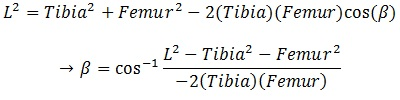 L² = Tibia² + Femur² − 2(Tibia)(Femur)cos(β)
→ β = cos⁻¹ (L² − Tibia² − Femur²) / (−2(Tibia)(Femur))